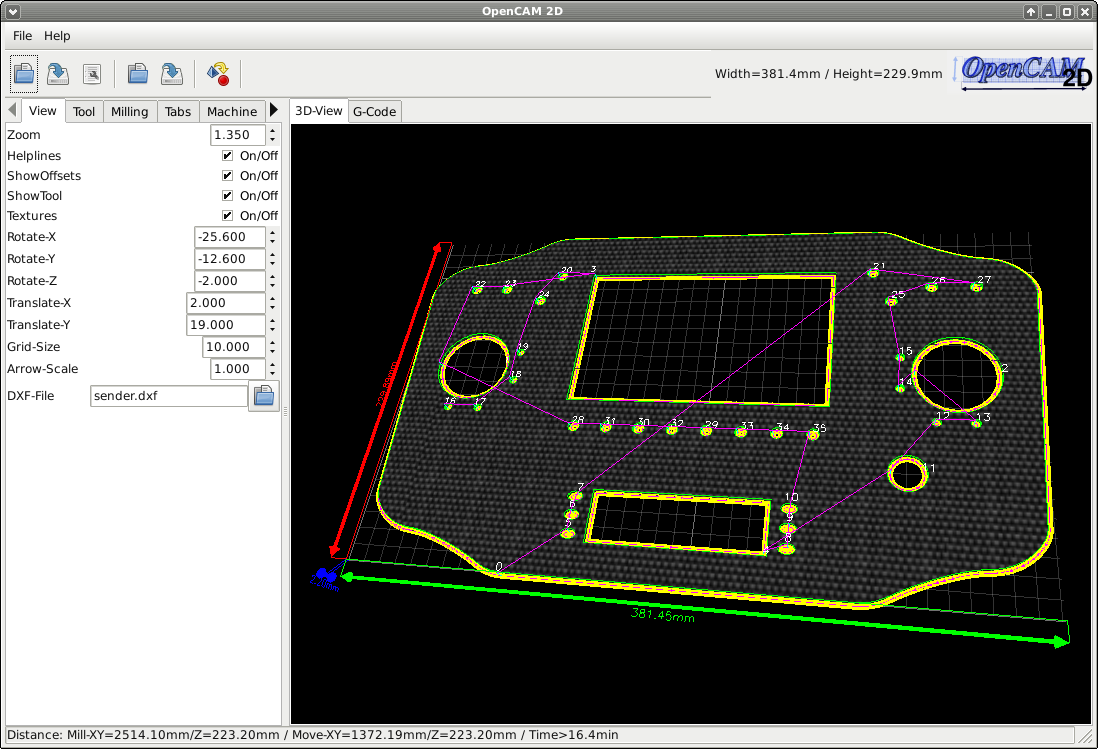 OpenCAM 2D
File Help
Width=381.4mm / Height=229.9mm
OpenCAM 2D
View Tool Milling Tabs Machine
3D-View G-Code
Zoom 1.350
Helplines On/Off
ShowOffsets On/Off
ShowTool On/Off
Textures On/Off
Rotate-X -25.600
Rotate-Y -12.600
Rotate-Z -2.000
Translate-X 2.000
Translate-Y 19.000
Grid-Size 10.000
Arrow-Scale 1.000
DXF-File sender.dxf
20 3 21
22 23 24 25 26 27
19 15 2
18 14
16 17 12 13
28 31 30 32 29 33 34 35
1
7 10
6 9
5 8
0
381.45mm
Distance: Mill-XY=2514.10mm/Z=223.20mm / Move-XY=1372.19mm/Z=223.20mm / Time>16.4min